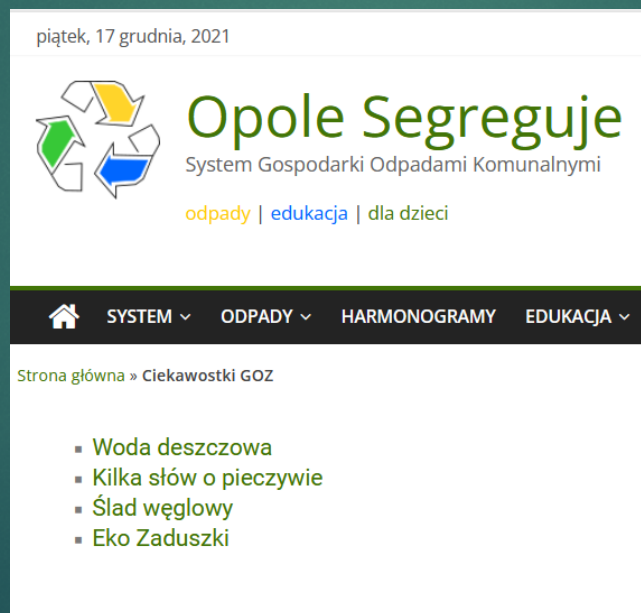 piątek, 17 grudnia, 2021
Opole Segreguje
System Gospodarki Odpadami Komunalnymi
odpady | edukacja | dla dzieci
SYSTEM ODPADY HARMONOGRAMY EDUKACJA
Strona główna » Ciekawostki GOZ
Woda deszczowa
Kilka słów o pieczywie
Ślad węglowy
Eko Zaduszki